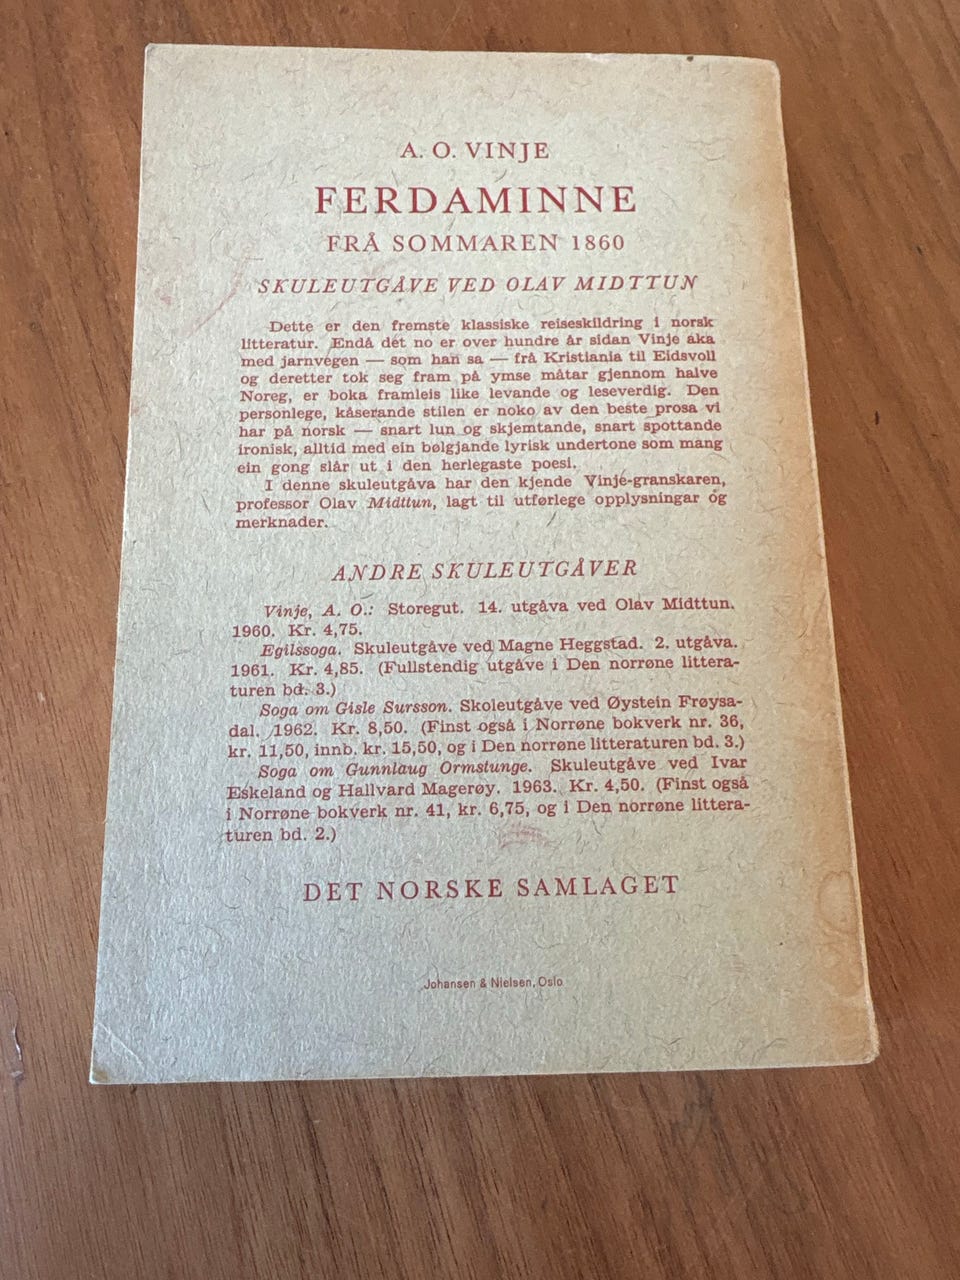 A. O. VINJE
FERDAMINNE
FRÅ SOMMAREN 1860
SKULEUTGÅVE VED OLAV MIDTTUN
Dette er den fremste klassiske reiseskildring i norsk
litteratur. Endå det no er over hundre år sidan Vinje aka
med jarnvegen — som han sa — frå Kristiania til Eidsvoll
og deretter tok seg fram på ymse måtar gjennom halve
Noreg, er boka framleis like levande og leseverdig. Den
personlege, kåserande stilen er noko av den beste prosa vi
har på norsk — snart lun og skjemtande, snart spottande
ironisk, alltid med ein bølgjande lyrisk undertone som mang
ein gong slår ut i den herlegaste poesi.
I denne skuleutgåva har den kjende Vinje-granskaren,
professor Olav Midttun, lagt til utførlege opplysningar og
merknader.
ANDRE SKULEUTGÅVER
Vinje, A. O.: Storegut. 14. utgåva ved Olav Midttun.
1960. Kr. 4,75.
Egilssoga. Skuleutgåve ved Magne Heggstad. 2. utgåva.
1961. Kr. 4,85. (Fullstendig utgåve i Den norrøne littera-
turen bd. 3.)
Soga om Gisle Sursson. Skoleutgåve ved Øystein Frøysa-
dal. 1962. Kr. 8,50. (Finst også i Norrøne bokverk nr. 36,
kr. 11,50, innb. kr. 15,50, og i Den norrøne litteraturen bd. 3.)
Soga om Gunnlaug Ormstunge. Skuleutgåve ved Ivar
Eskeland og Hallvard Magerøy. 1963. Kr. 4,50. (Finst også
i Norrøne bokverk nr. 41, kr. 6,75, og i Den norrøne littera-
turen bd. 2.)
DET NORSKE SAMLAGET
Johansen & Nielsen, Oslo